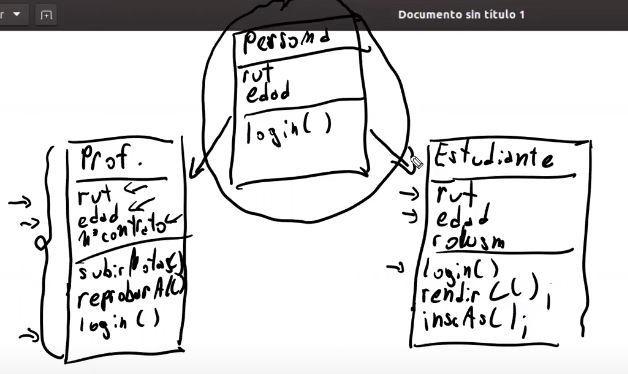 Documento sin título 1
Persona
rut
edad
login()
Prof.
rut
edad
n° contrato
subirNotas()
reprobarAl()
login()
Estudiante
rut
edad
rolusm
login()
rendirC();
inscAs();